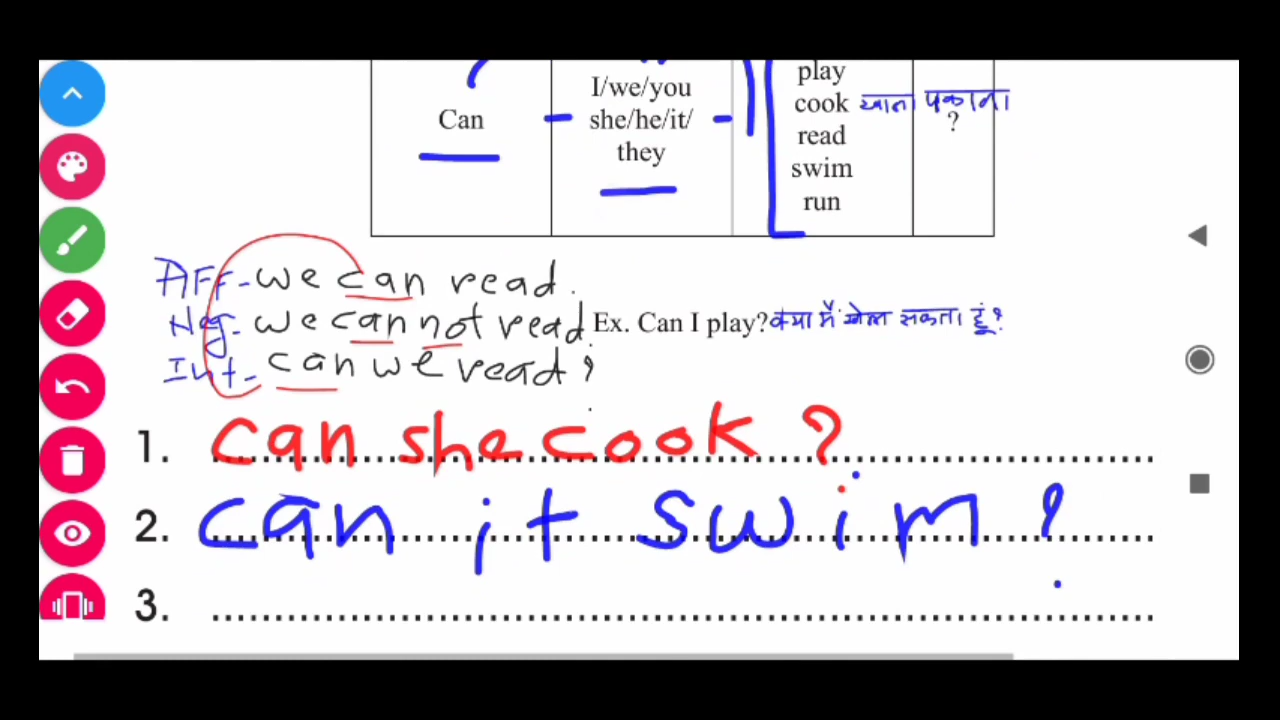 play
I/we/you
cook खाना पकाना
Can
she/he/it/
?
read
they
swim
run
AFF- we can read.
Neg- we can not read Ex. Can I play? क्या मैं खेल सकता हूं?
Int- can we read?
1. can she cook ?
2. can it swim ?
3.